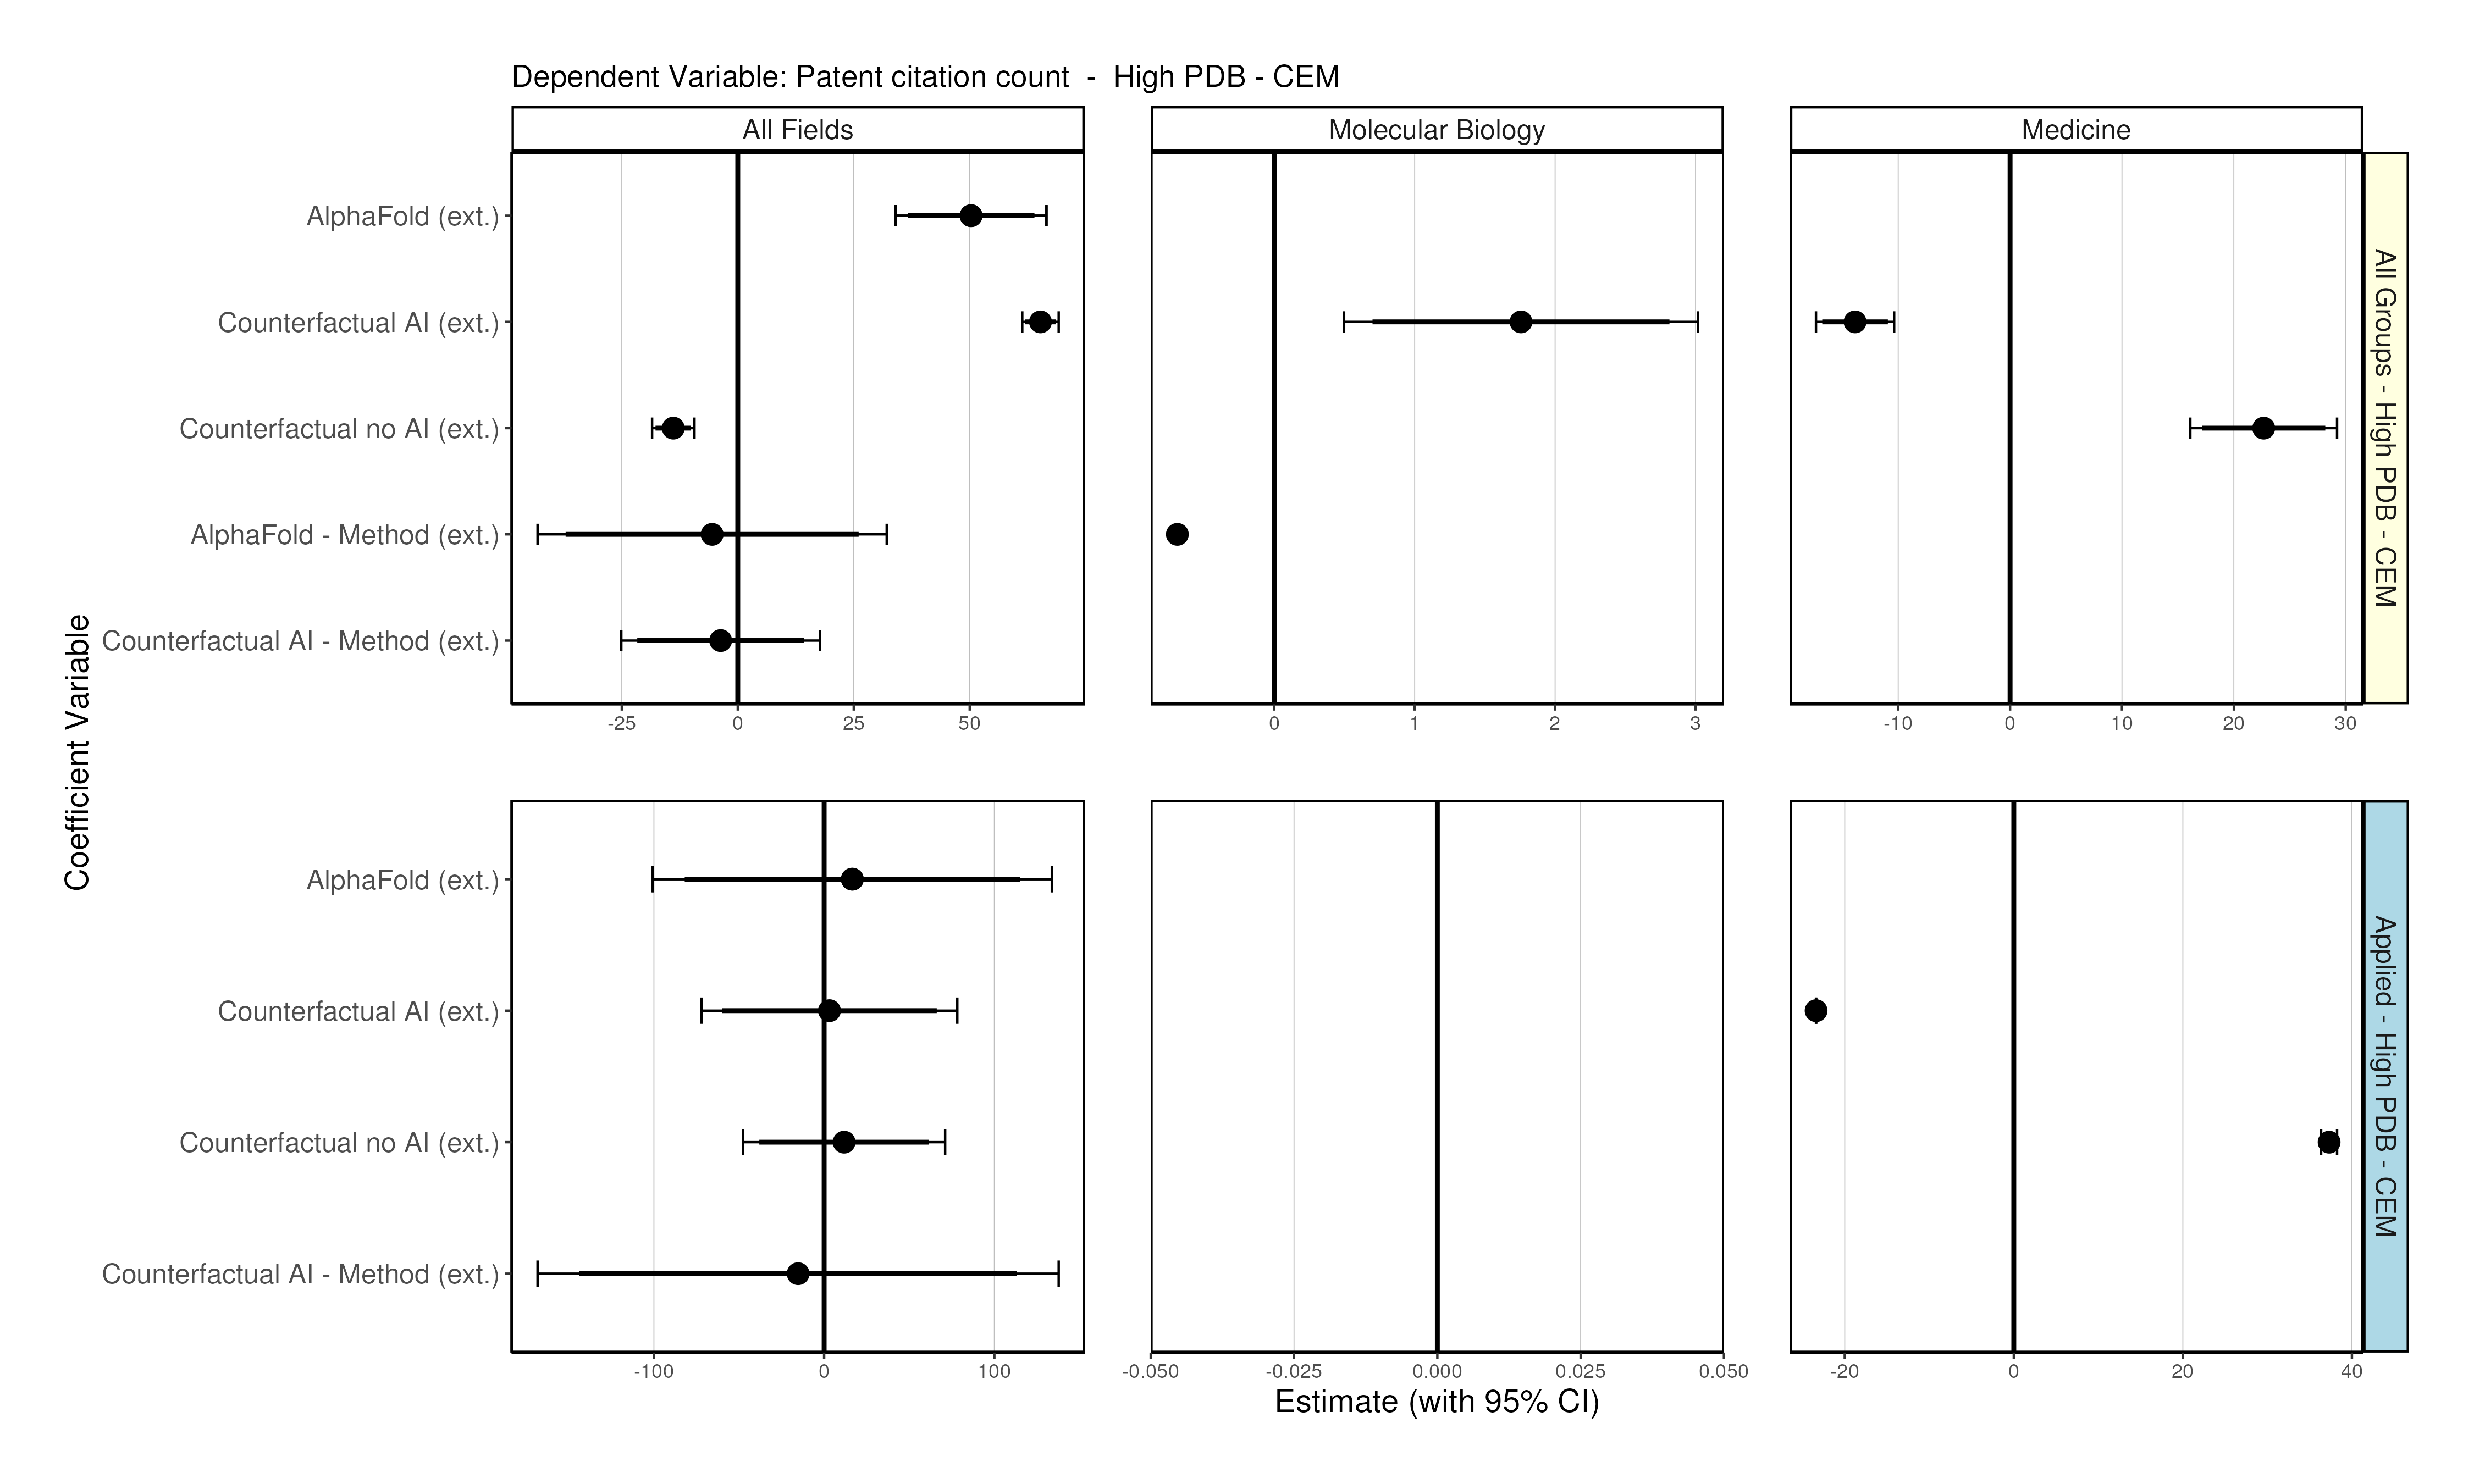 Dependent Variable: Patent citation count  -  High PDB - CEM
All Fields
Molecular Biology
Medicine
AlphaFold (ext.)
Counterfactual AI (ext.)
Counterfactual no AI (ext.)
AlphaFold - Method (ext.)
Counterfactual AI - Method (ext.)
-25 0 25 50
0 1 2 3
-10 0 10 20 30
All Groups - High PDB - CEM
Coefficient Variable
AlphaFold (ext.)
Counterfactual AI (ext.)
Counterfactual no AI (ext.)
Counterfactual AI - Method (ext.)
-100 0 100
-0.050 -0.025 0.000 0.025 0.050
-20 0 20 40
Applied - High PDB - CEM
Estimate (with 95% CI)